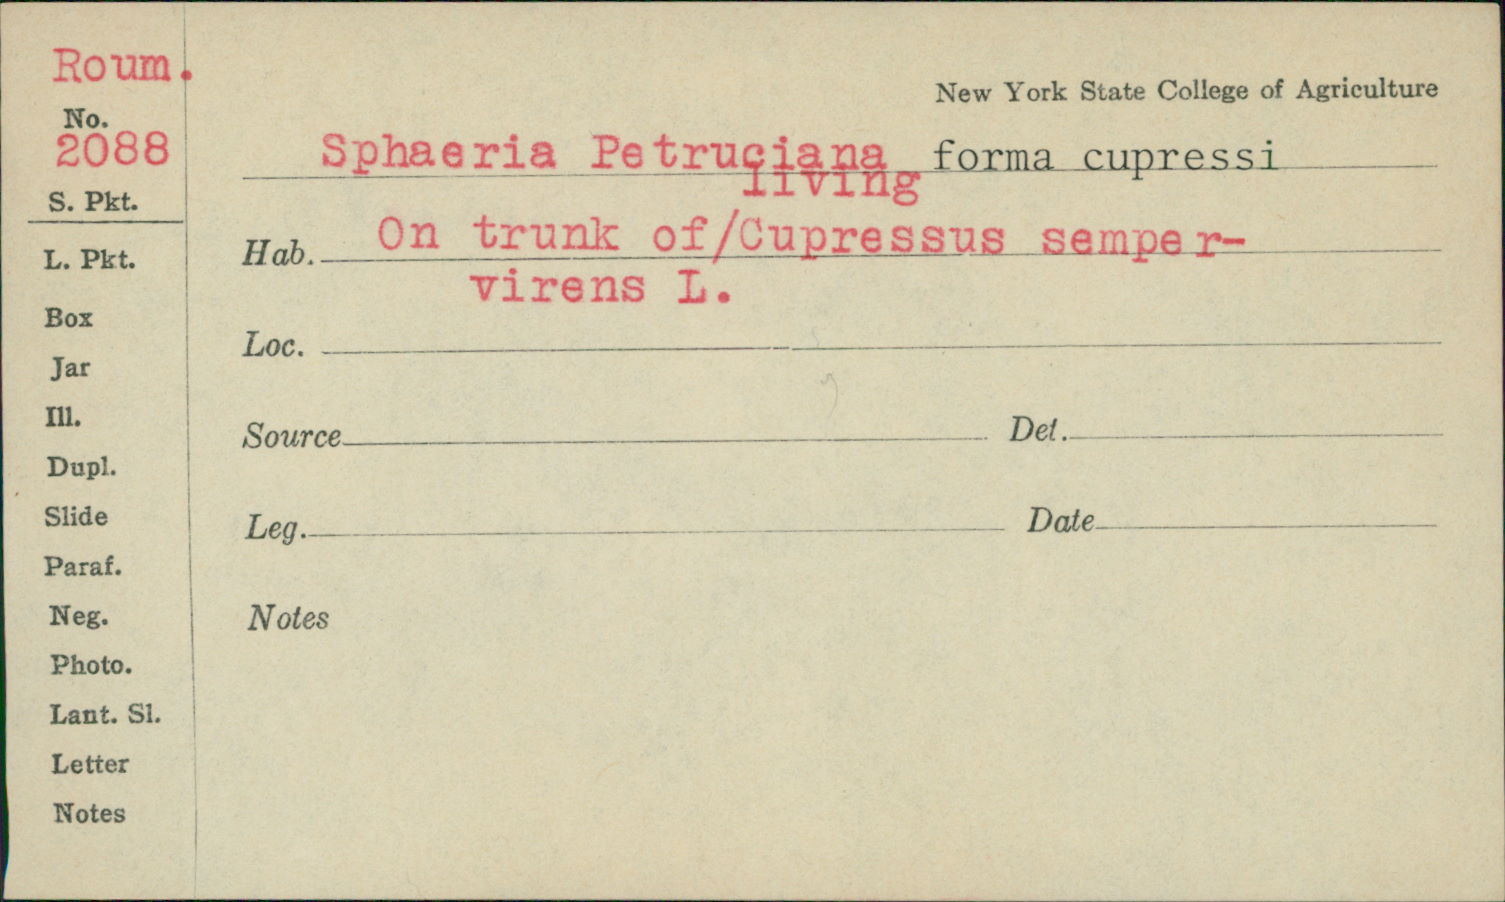 Roum.
New York State College of Agriculture
No.
2088
Sphaeria Petruciana forma cupressi
living
S. Pkt.
Hab. On trunk of/Cupressus semper-
virens L.
L. Pkt.
Box
Loc.
Jar
Ill.
Source Det.
Dupl.
Slide
Leg. Date
Paraf.
Neg.
Notes
Photo.
Lant. Sl.
Letter
Notes